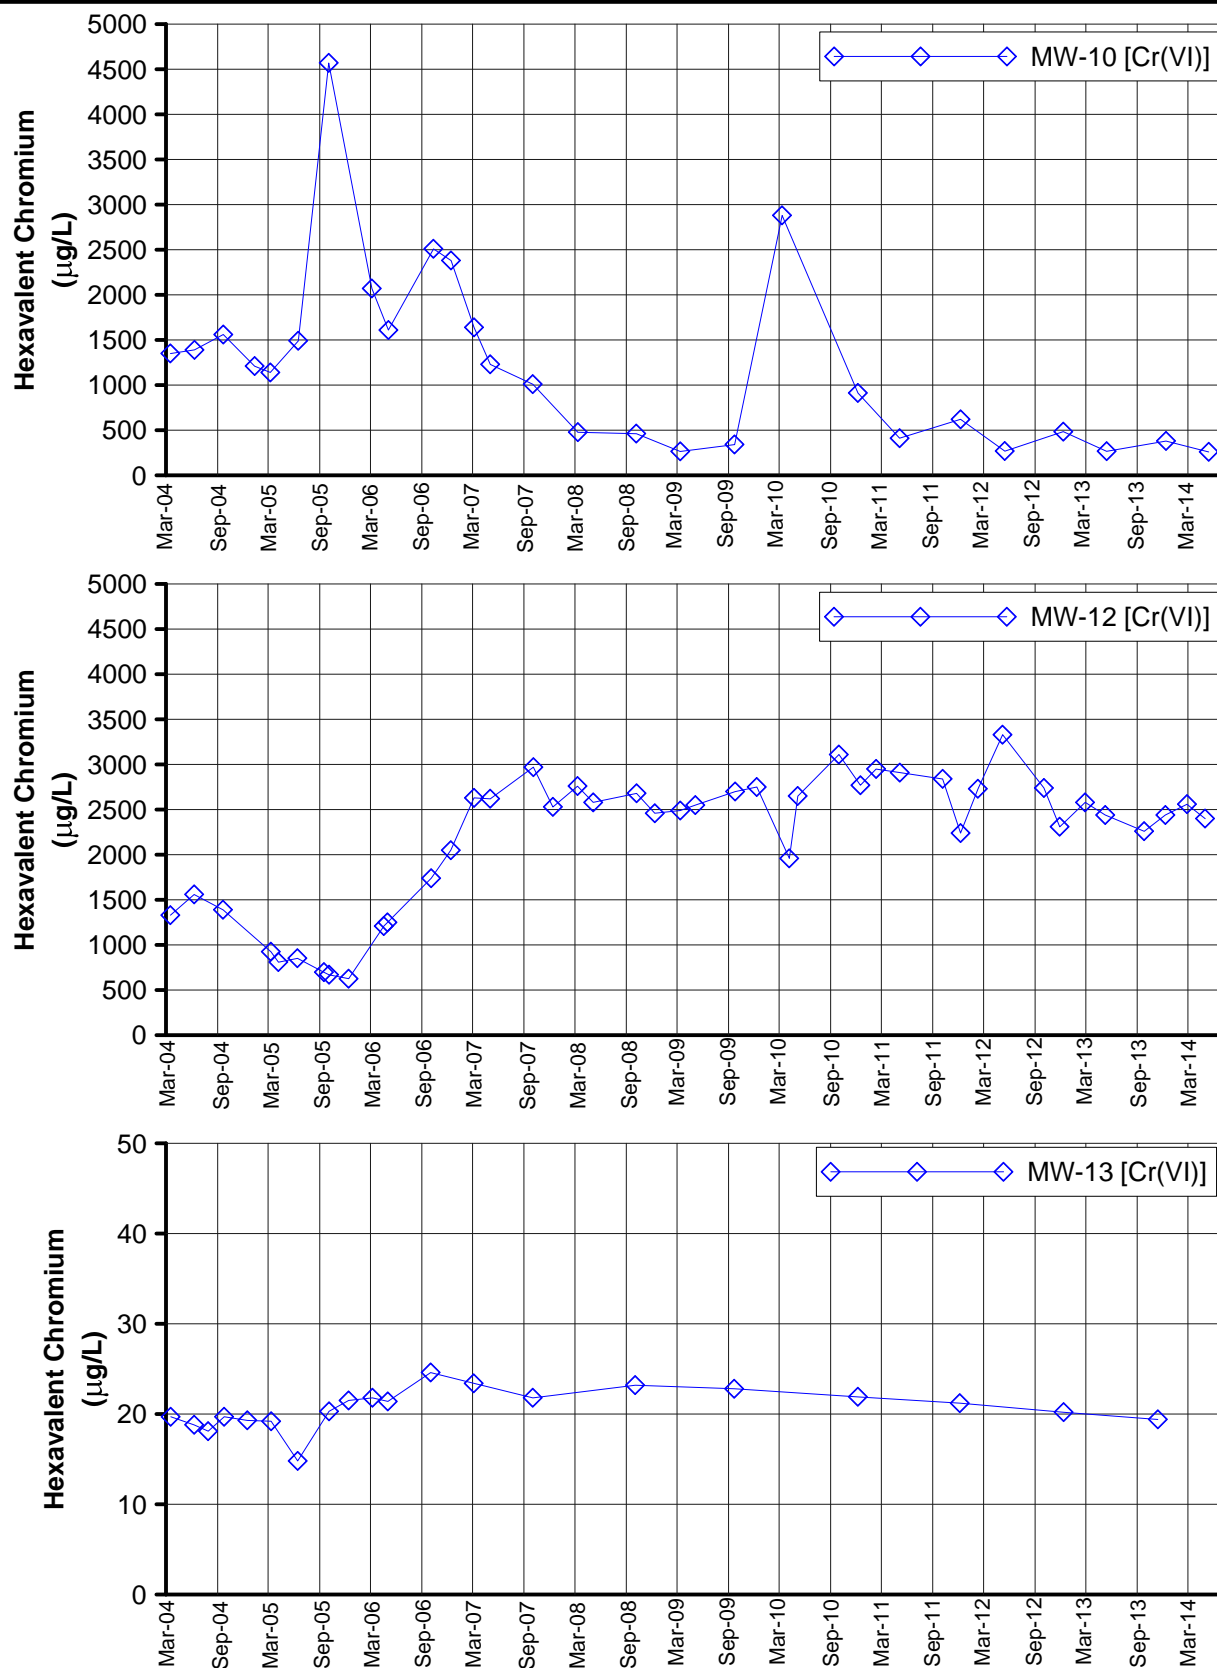 5000
4500
4000
3500
3000
2500
2000
1500
1000
500
0
Hexavalent Chromium
(µg/L)
MW-10 [Cr(VI)]
Mar-04
Sep-04
Mar-05
Sep-05
Mar-06
Sep-06
Mar-07
Sep-07
Mar-08
Sep-08
Mar-09
Sep-09
Mar-10
Sep-10
Mar-11
Sep-11
Mar-12
Sep-12
Mar-13
Sep-13
Mar-14
5000
4500
4000
3500
3000
2500
2000
1500
1000
500
0
Hexavalent Chromium
(µg/L)
MW-12 [Cr(VI)]
Mar-04
Sep-04
Mar-05
Sep-05
Mar-06
Sep-06
Mar-07
Sep-07
Mar-08
Sep-08
Mar-09
Sep-09
Mar-10
Sep-10
Mar-11
Sep-11
Mar-12
Sep-12
Mar-13
Sep-13
Mar-14
50
40
30
20
10
0
Hexavalent Chromium
(µg/L)
MW-13 [Cr(VI)]
Mar-04
Sep-04
Mar-05
Sep-05
Mar-06
Sep-06
Mar-07
Sep-07
Mar-08
Sep-08
Mar-09
Sep-09
Mar-10
Sep-10
Mar-11
Sep-11
Mar-12
Sep-12
Mar-13
Sep-13
Mar-14